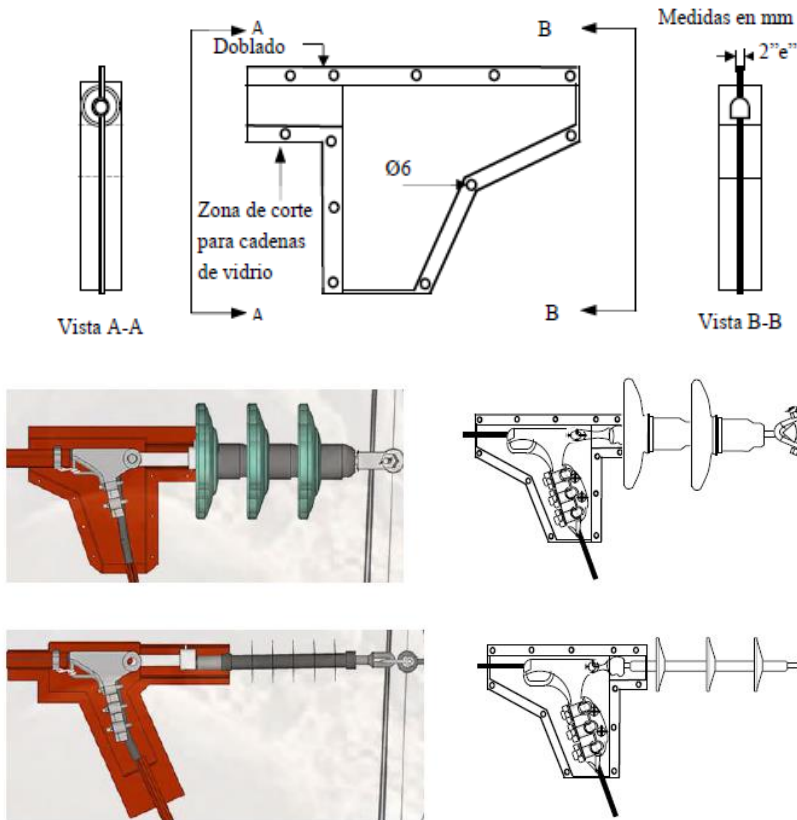 A
B
Medidas en mm
Doblado
2”e”
Ø6
Zona de corte
para cadenas
de vidrio
A
B
Vista A-A
Vista B-B